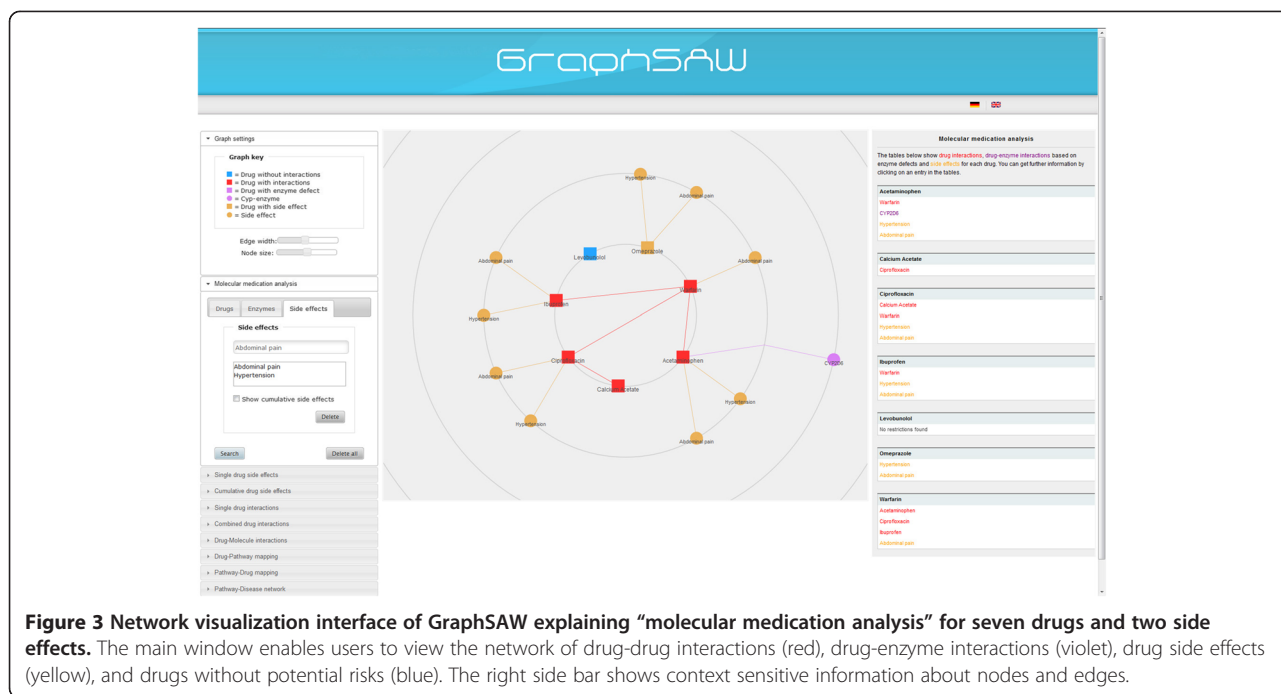 GraphSAW
Graph settings
Graph key
= Drug without interactions
= Drug with interactions
= Drug with enzyme defect
= Cyp-enzyme
= Drug with side effect
= Side effect
Edge width:
Node size:
Molecular medication analysis
Drugs Enzymes Side effects
Side effects
Abdominal pain
Abdominal pain
Hypertension
Show cumulative side effects
Delete
Search Delete all
Single drug side effects
Cumulative drug side effects
Single drug interactions
Combined drug interactions
Drug-Molecule interactions
Drug-Pathway mapping
Pathway-Drug mapping
Pathway-Disease network
Hypertension
Abdominal pain
Omeprazole
Levobunolol
Abdominal pain
Abdominal pain
Warfarin
Ibuprofen
Hypertension
Ciprofloxacin
Acetaminophen
CYP2D6
Abdominal pain
Calcium Acetate
Hypertension
Hypertension
Abdominal pain
Molecular medication analysis
The tables below show drug interactions, drug-enzyme interactions based on
enzyme defects and side effects for each drug. You can get further information by
clicking on an entry in the tables.
Acetaminophen
Warfarin
CYP2D6
Hypertension
Abdominal pain
Calcium Acetate
Ciprofloxacin
Ciprofloxacin
Calcium Acetate
Warfarin
Hypertension
Abdominal pain
Ibuprofen
Warfarin
Hypertension
Abdominal pain
Levobunolol
No restrictions found
Omeprazole
Hypertension
Abdominal pain
Warfarin
Acetaminophen
Ciprofloxacin
Ibuprofen
Abdominal pain
Figure 3 Network visualization interface of GraphSAW explaining “molecular medication analysis” for seven drugs and two side
effects. The main window enables users to view the network of drug-drug interactions (red), drug-enzyme interactions (violet), drug side effects
(yellow), and drugs without potential risks (blue). The right side bar shows context sensitive information about nodes and edges.